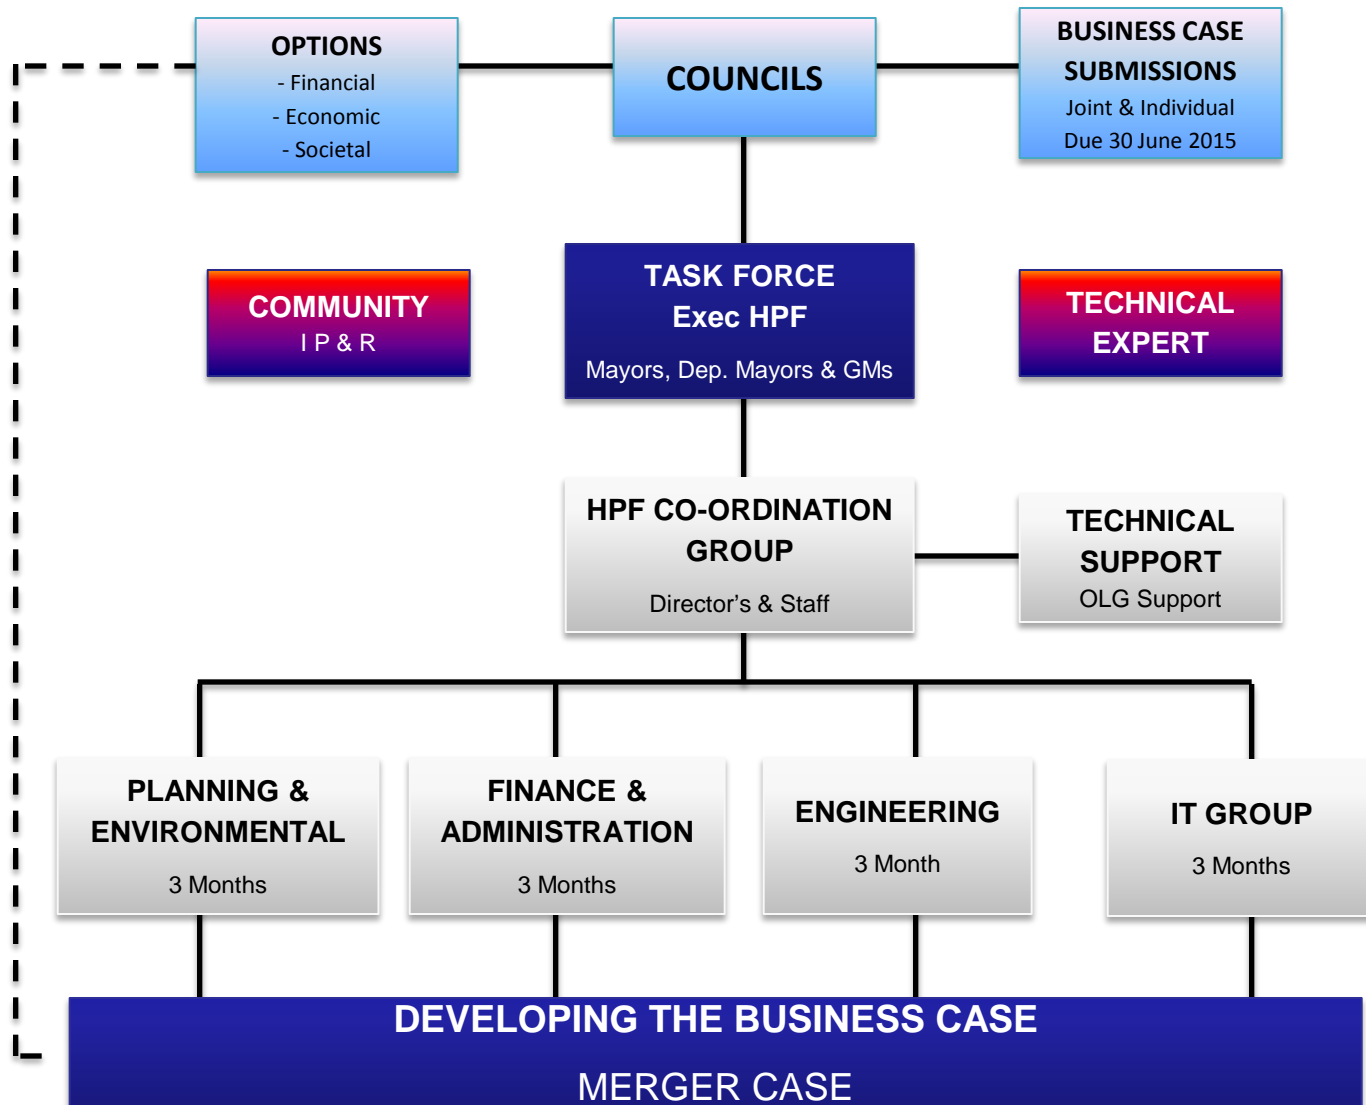 OPTIONS
- Financial
- Economic
- Societal
COUNCILS
BUSINESS CASE
SUBMISSIONS
Joint & Individual
Due 30 June 2015
COMMUNITY
I P & R
TASK FORCE
Exec HPF
Mayors, Dep. Mayors & GMs
TECHNICAL
EXPERT
HPF CO-ORDINATION
GROUP
Director’s & Staff
TECHNICAL
SUPPORT
OLG Support
PLANNING &
ENVIRONMENTAL
3 Months
FINANCE &
ADMINISTRATION
3 Months
ENGINEERING
3 Month
IT GROUP
3 Months
DEVELOPING THE BUSINESS CASE
MERGER CASE